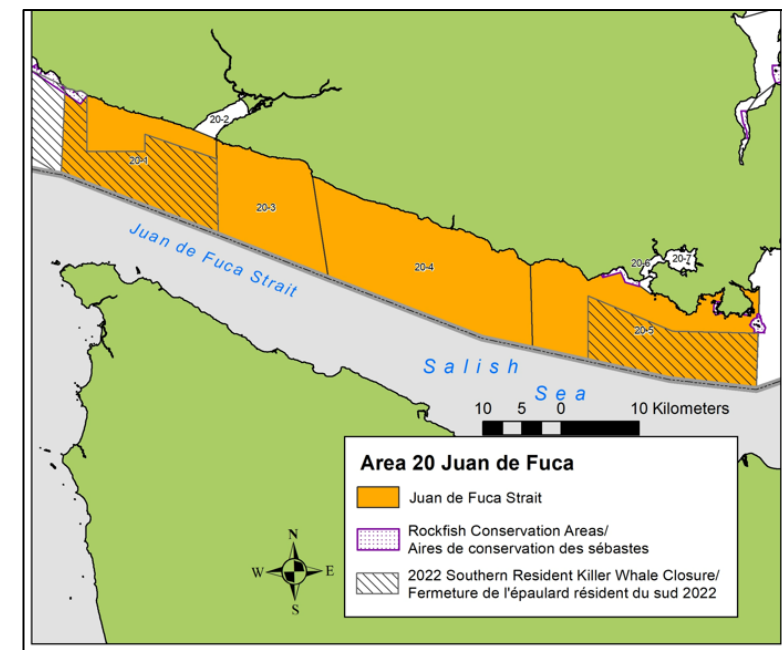 20-2
20-1
20-3
20-4
20-6
20-7
20-5
Juan de Fuca Strait
Salish
Sea
10 5 0 10 Kilometers
Area 20 Juan de Fuca
Juan de Fuca Strait
Rockfish Conservation Areas/
Aires de conservation des sébastes
2022 Southern Resident Killer Whale Closure/
Fermeture de l'épaulard résident du sud 2022
N
W E
S